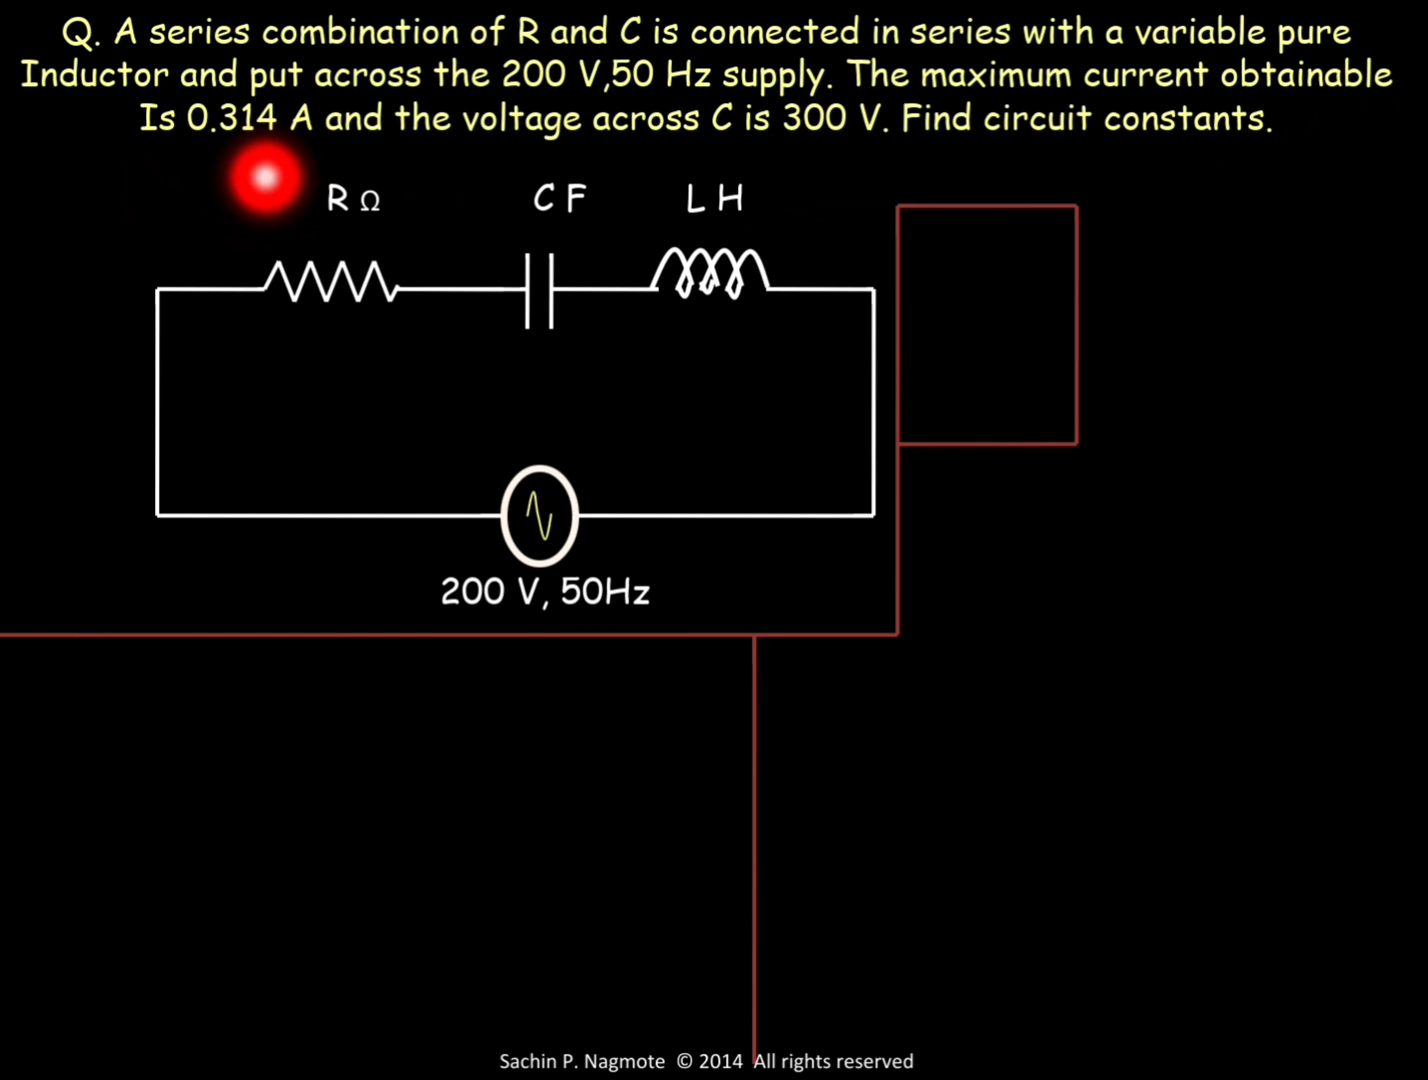 Q. A series combination of R and C is connected in series with a variable pure
Inductor and put across the 200 V,50 Hz supply. The maximum current obtainable
Is 0.314 A and the voltage across C is 300 V. Find circuit constants.
R Ω C F L H
200 V, 50Hz
Sachin P. Nagmote © 2014 All rights reserved